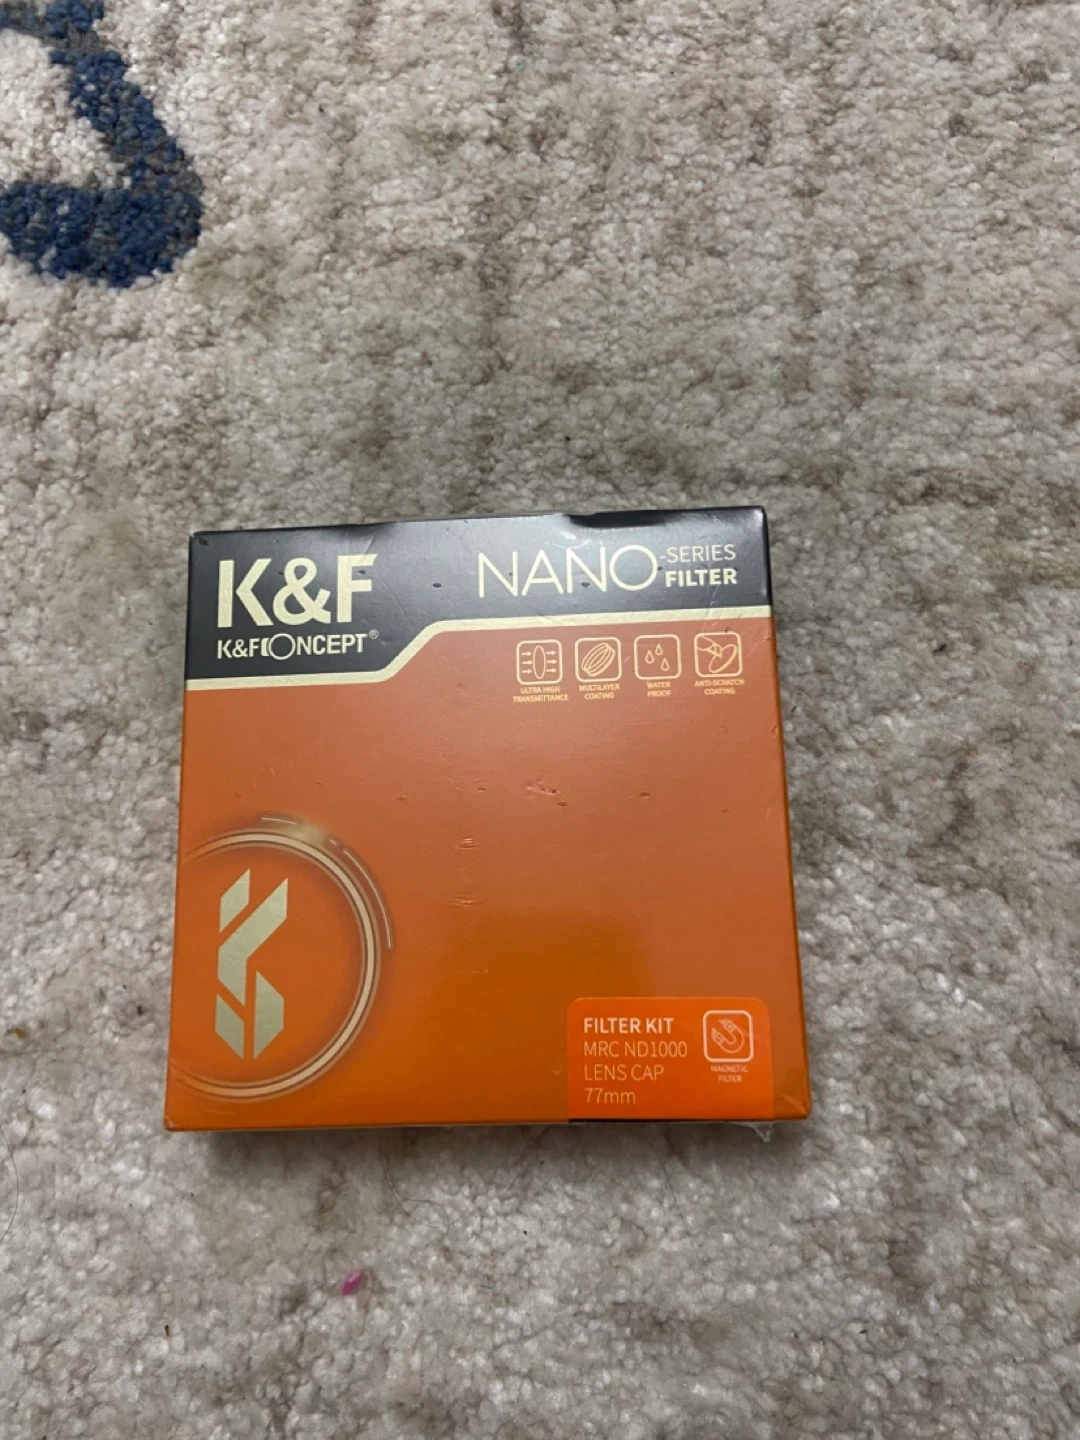 K&F
K&F CONCEPT®
NANO-SERIES
FILTER
ULTRA HIGH
TRANSMITTANCE
MULTILAYER
COATING
WATER
PROOF
ANTI-SCRATCH
COATING
FILTER KIT
MRC ND1000
LENS CAP
77mm
MAGNETIC
FILTER